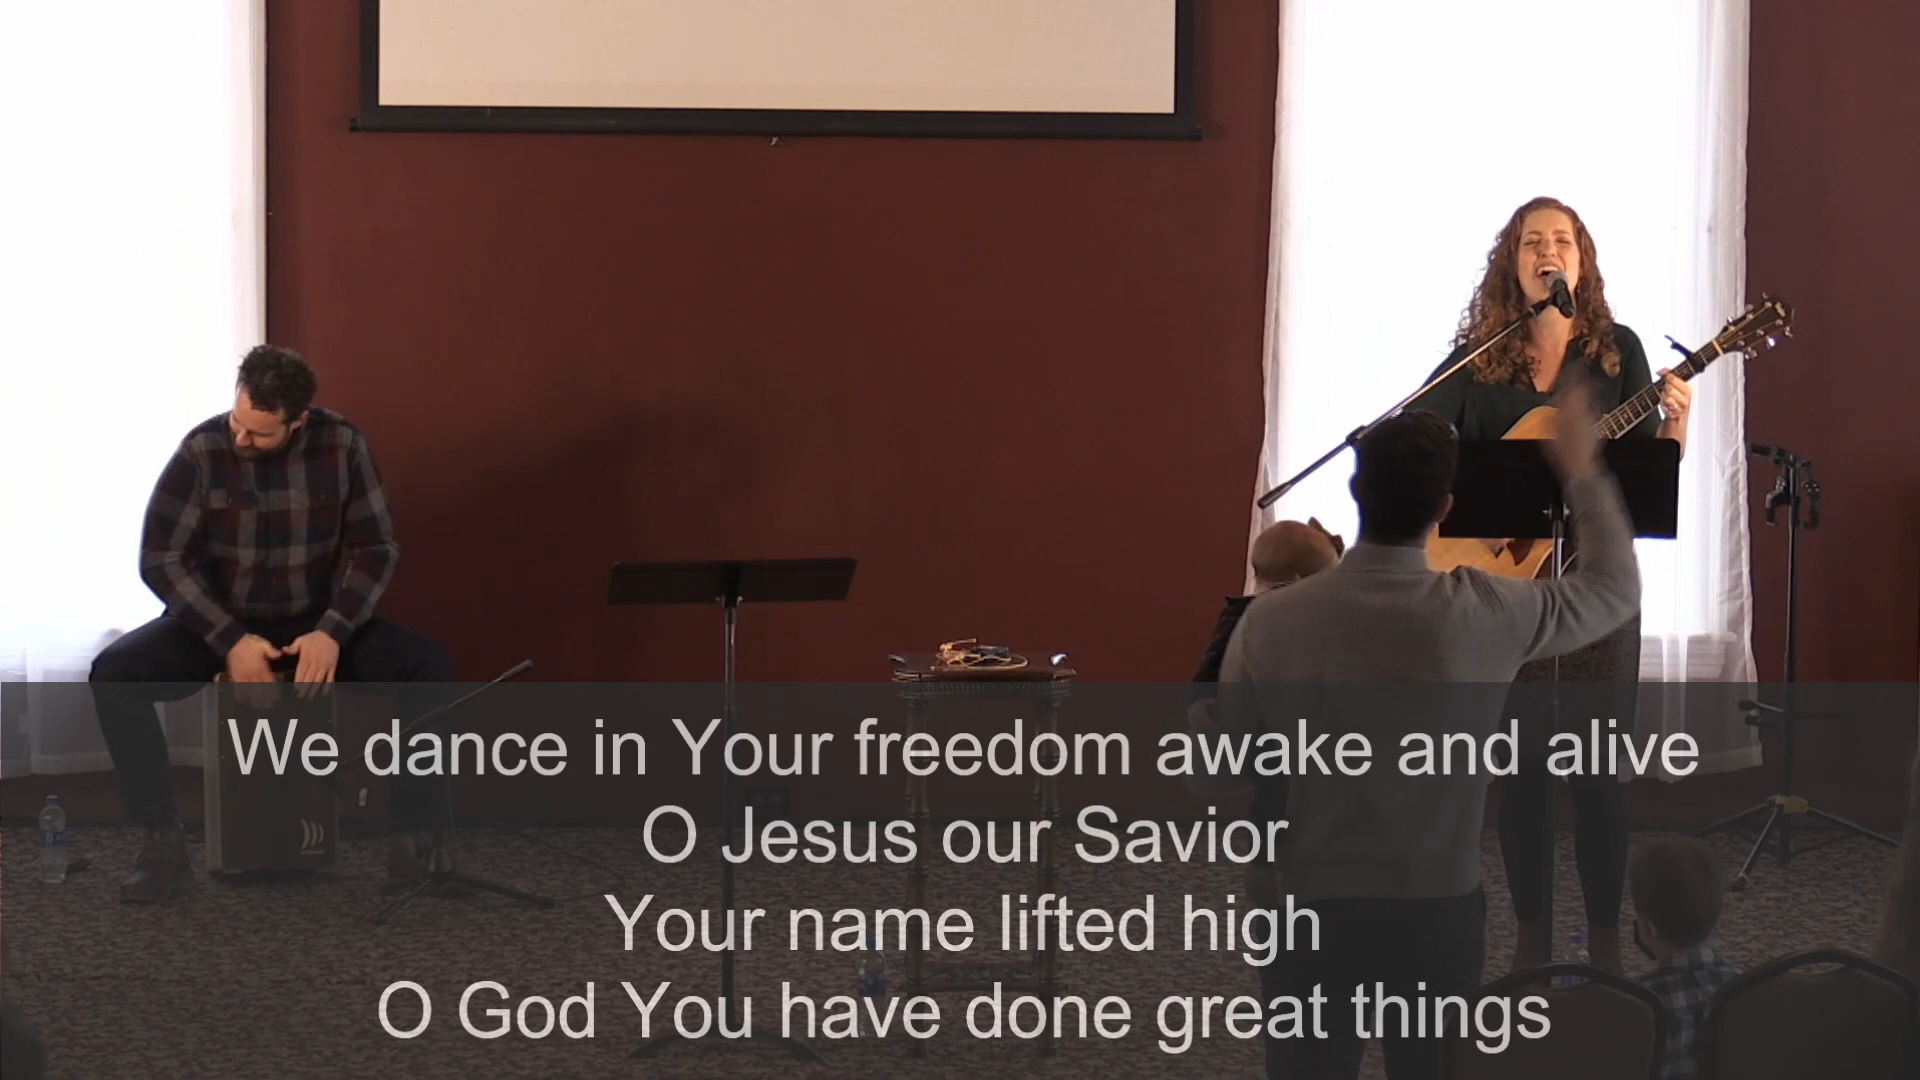 We dance in Your freedom awake and alive
O Jesus our Savior
Your name lifted high
O God You have done great things